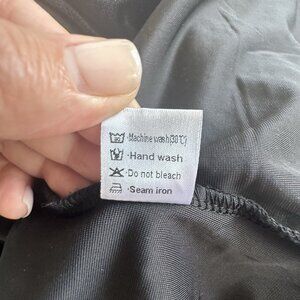 ·Machine wash(30℃)
·Hand wash
·Do not bleach
·Seam iron